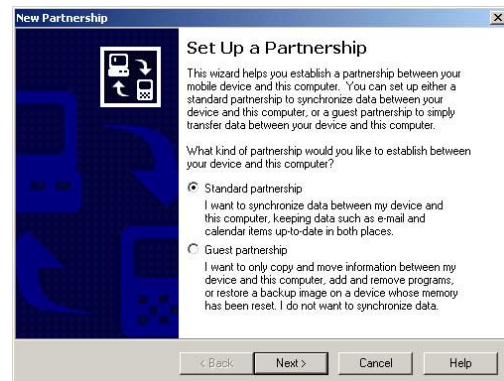 New Partnership
Set Up a Partnership
This wizard helps you establish a partnership between your
mobile device and this computer. You can set up either a
standard partnership to synchronize data between your
device and this computer, or a guest partnership to simply
transfer data between your device and this computer.
What kind of partnership would you like to establish between
your device and this computer?
Standard partnership
I want to synchronize data between my device and
this computer, keeping data such as e-mail and
calendar items up-to-date in both places.
Guest partnership
I want to only copy and move information between my
device and this computer, add and remove programs,
or restore a backup image on a device whose memory
has been reset. I do not want to synchronize data.
< Back Next > Cancel Help